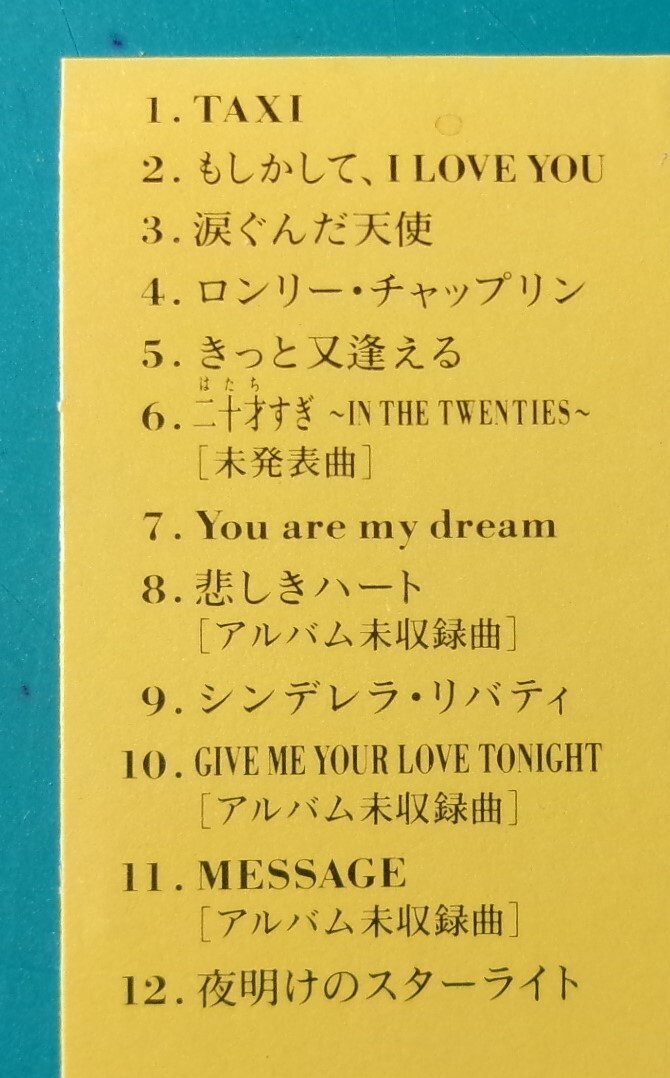 1. TAXI
2. もしかして、I LOVE YOU
3. 涙ぐんだ天使
4. ロンリー・チャップリン
5. きっと又逢える
はたち
6. 二十才すぎ ~IN THE TWENTIES~
[未発表曲]
7. You are my dream
8. 悲しきハート
[アルバム未収録曲]
9. シンデレラ・リバティ
10. GIVE ME YOUR LOVE TONIGHT
[アルバム未収録曲]
11. MESSAGE
[アルバム未収録曲]
12. 夜明けのスターライト